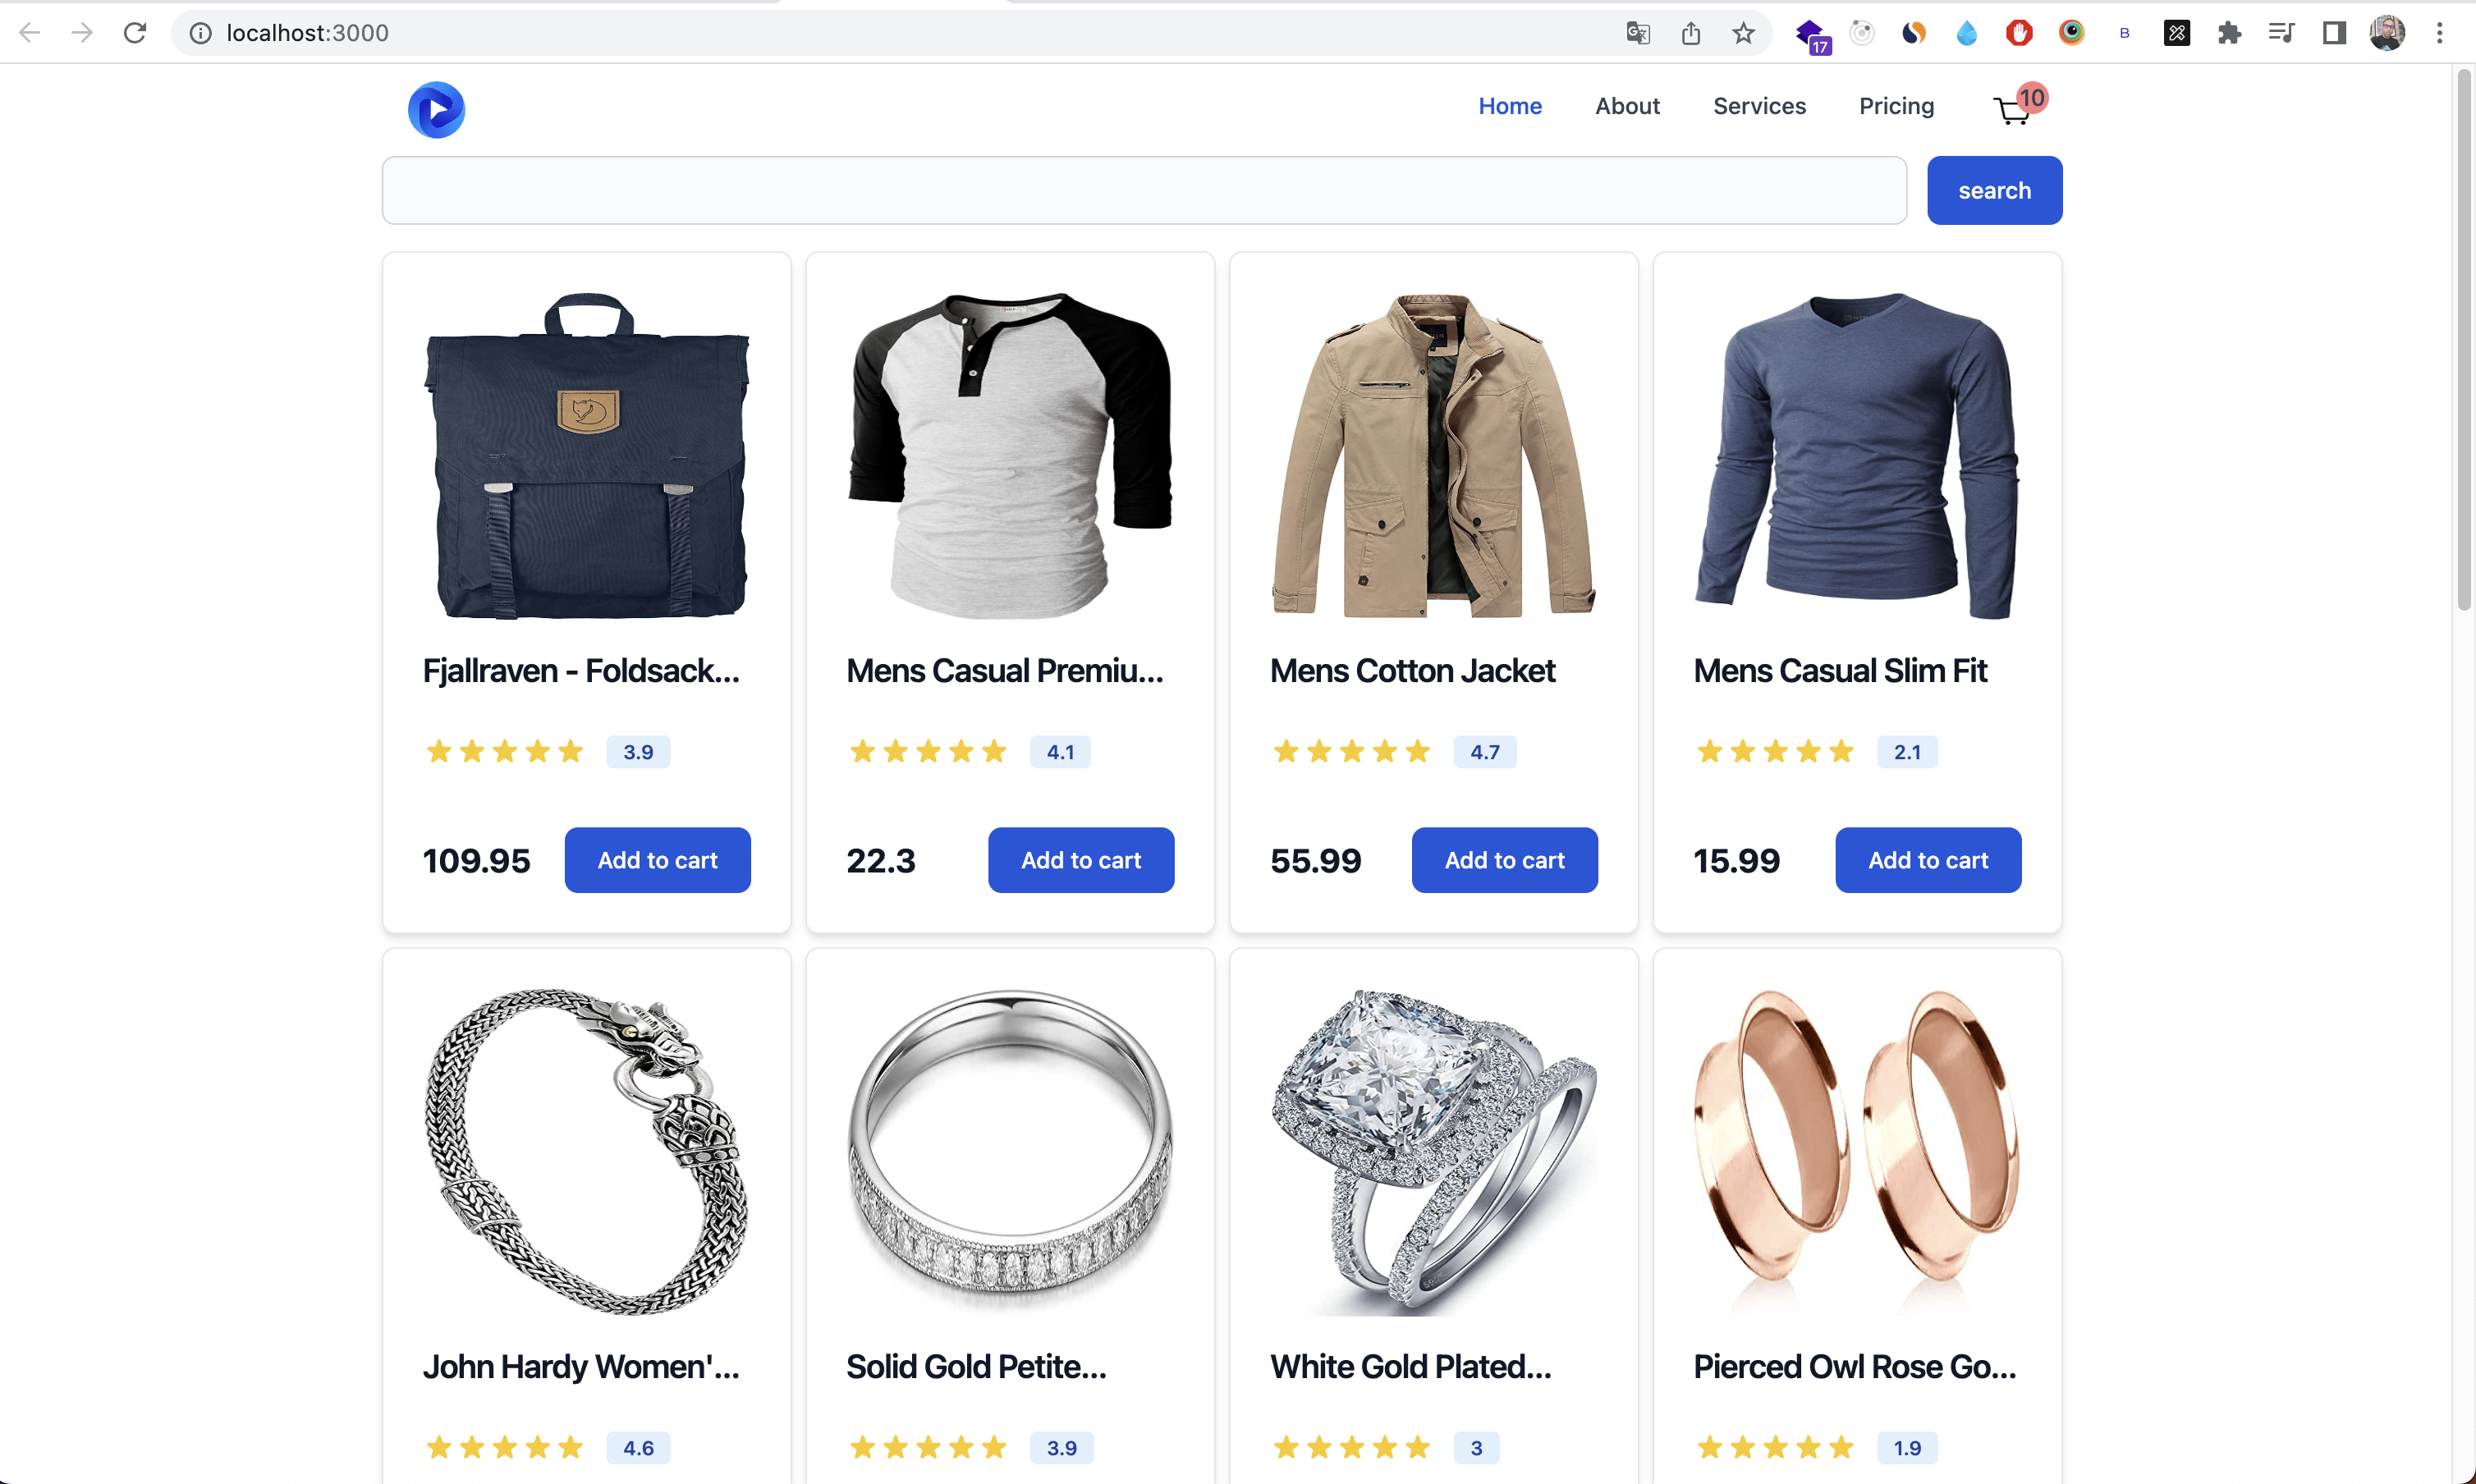 localhost:3000
17
B
Home About Services Pricing 10
search
Fjallraven - Foldsack... Mens Casual Premiu... Mens Cotton Jacket Mens Casual Slim Fit
3.9 4.1 4.7 2.1
109.95 Add to cart 22.3 Add to cart 55.99 Add to cart 15.99 Add to cart
John Hardy Women'... Solid Gold Petite... White Gold Plated... Pierced Owl Rose Go...
4.6 3.9 3 1.9